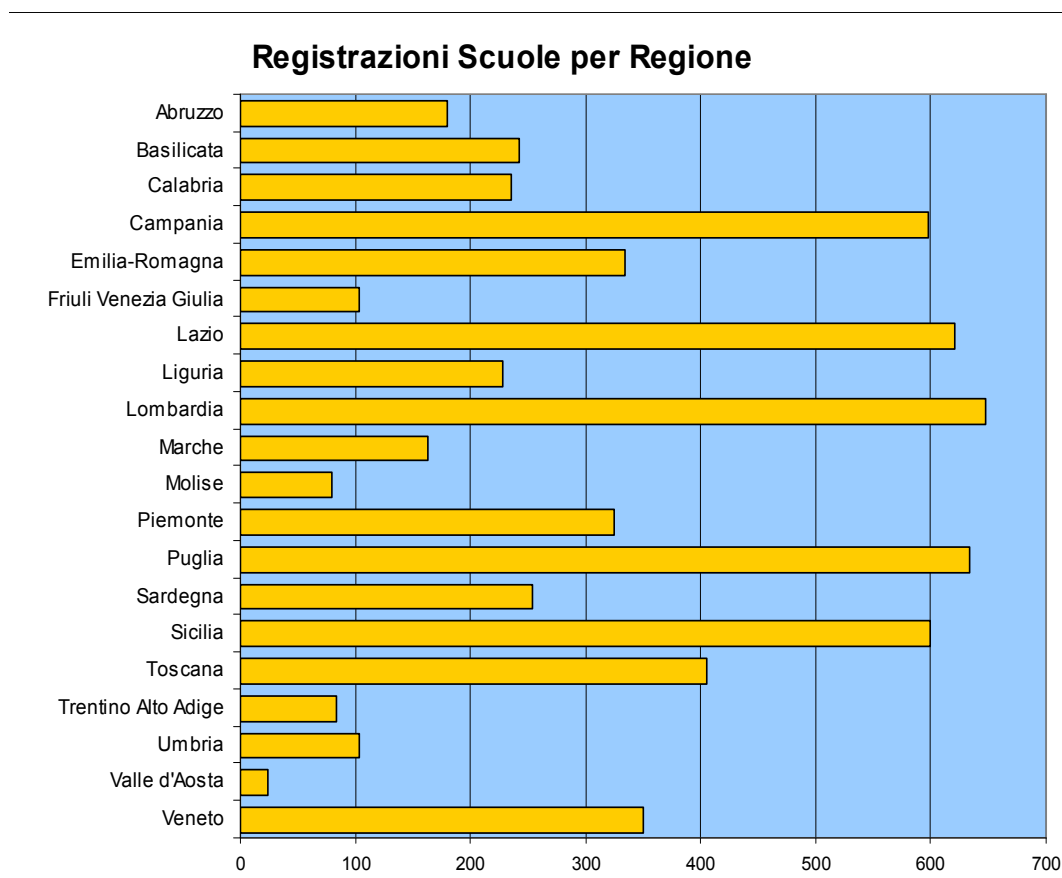 Registrazioni Scuole per Regione
Abruzzo
Basilicata
Calabria
Campania
Emilia-Romagna
Friuli Venezia Giulia
Lazio
Liguria
Lombardia
Marche
Molise
Piemonte
Puglia
Sardegna
Sicilia
Toscana
Trentino Alto Adige
Umbria
Valle d'Aosta
Veneto
0 100 200 300 400 500 600 700